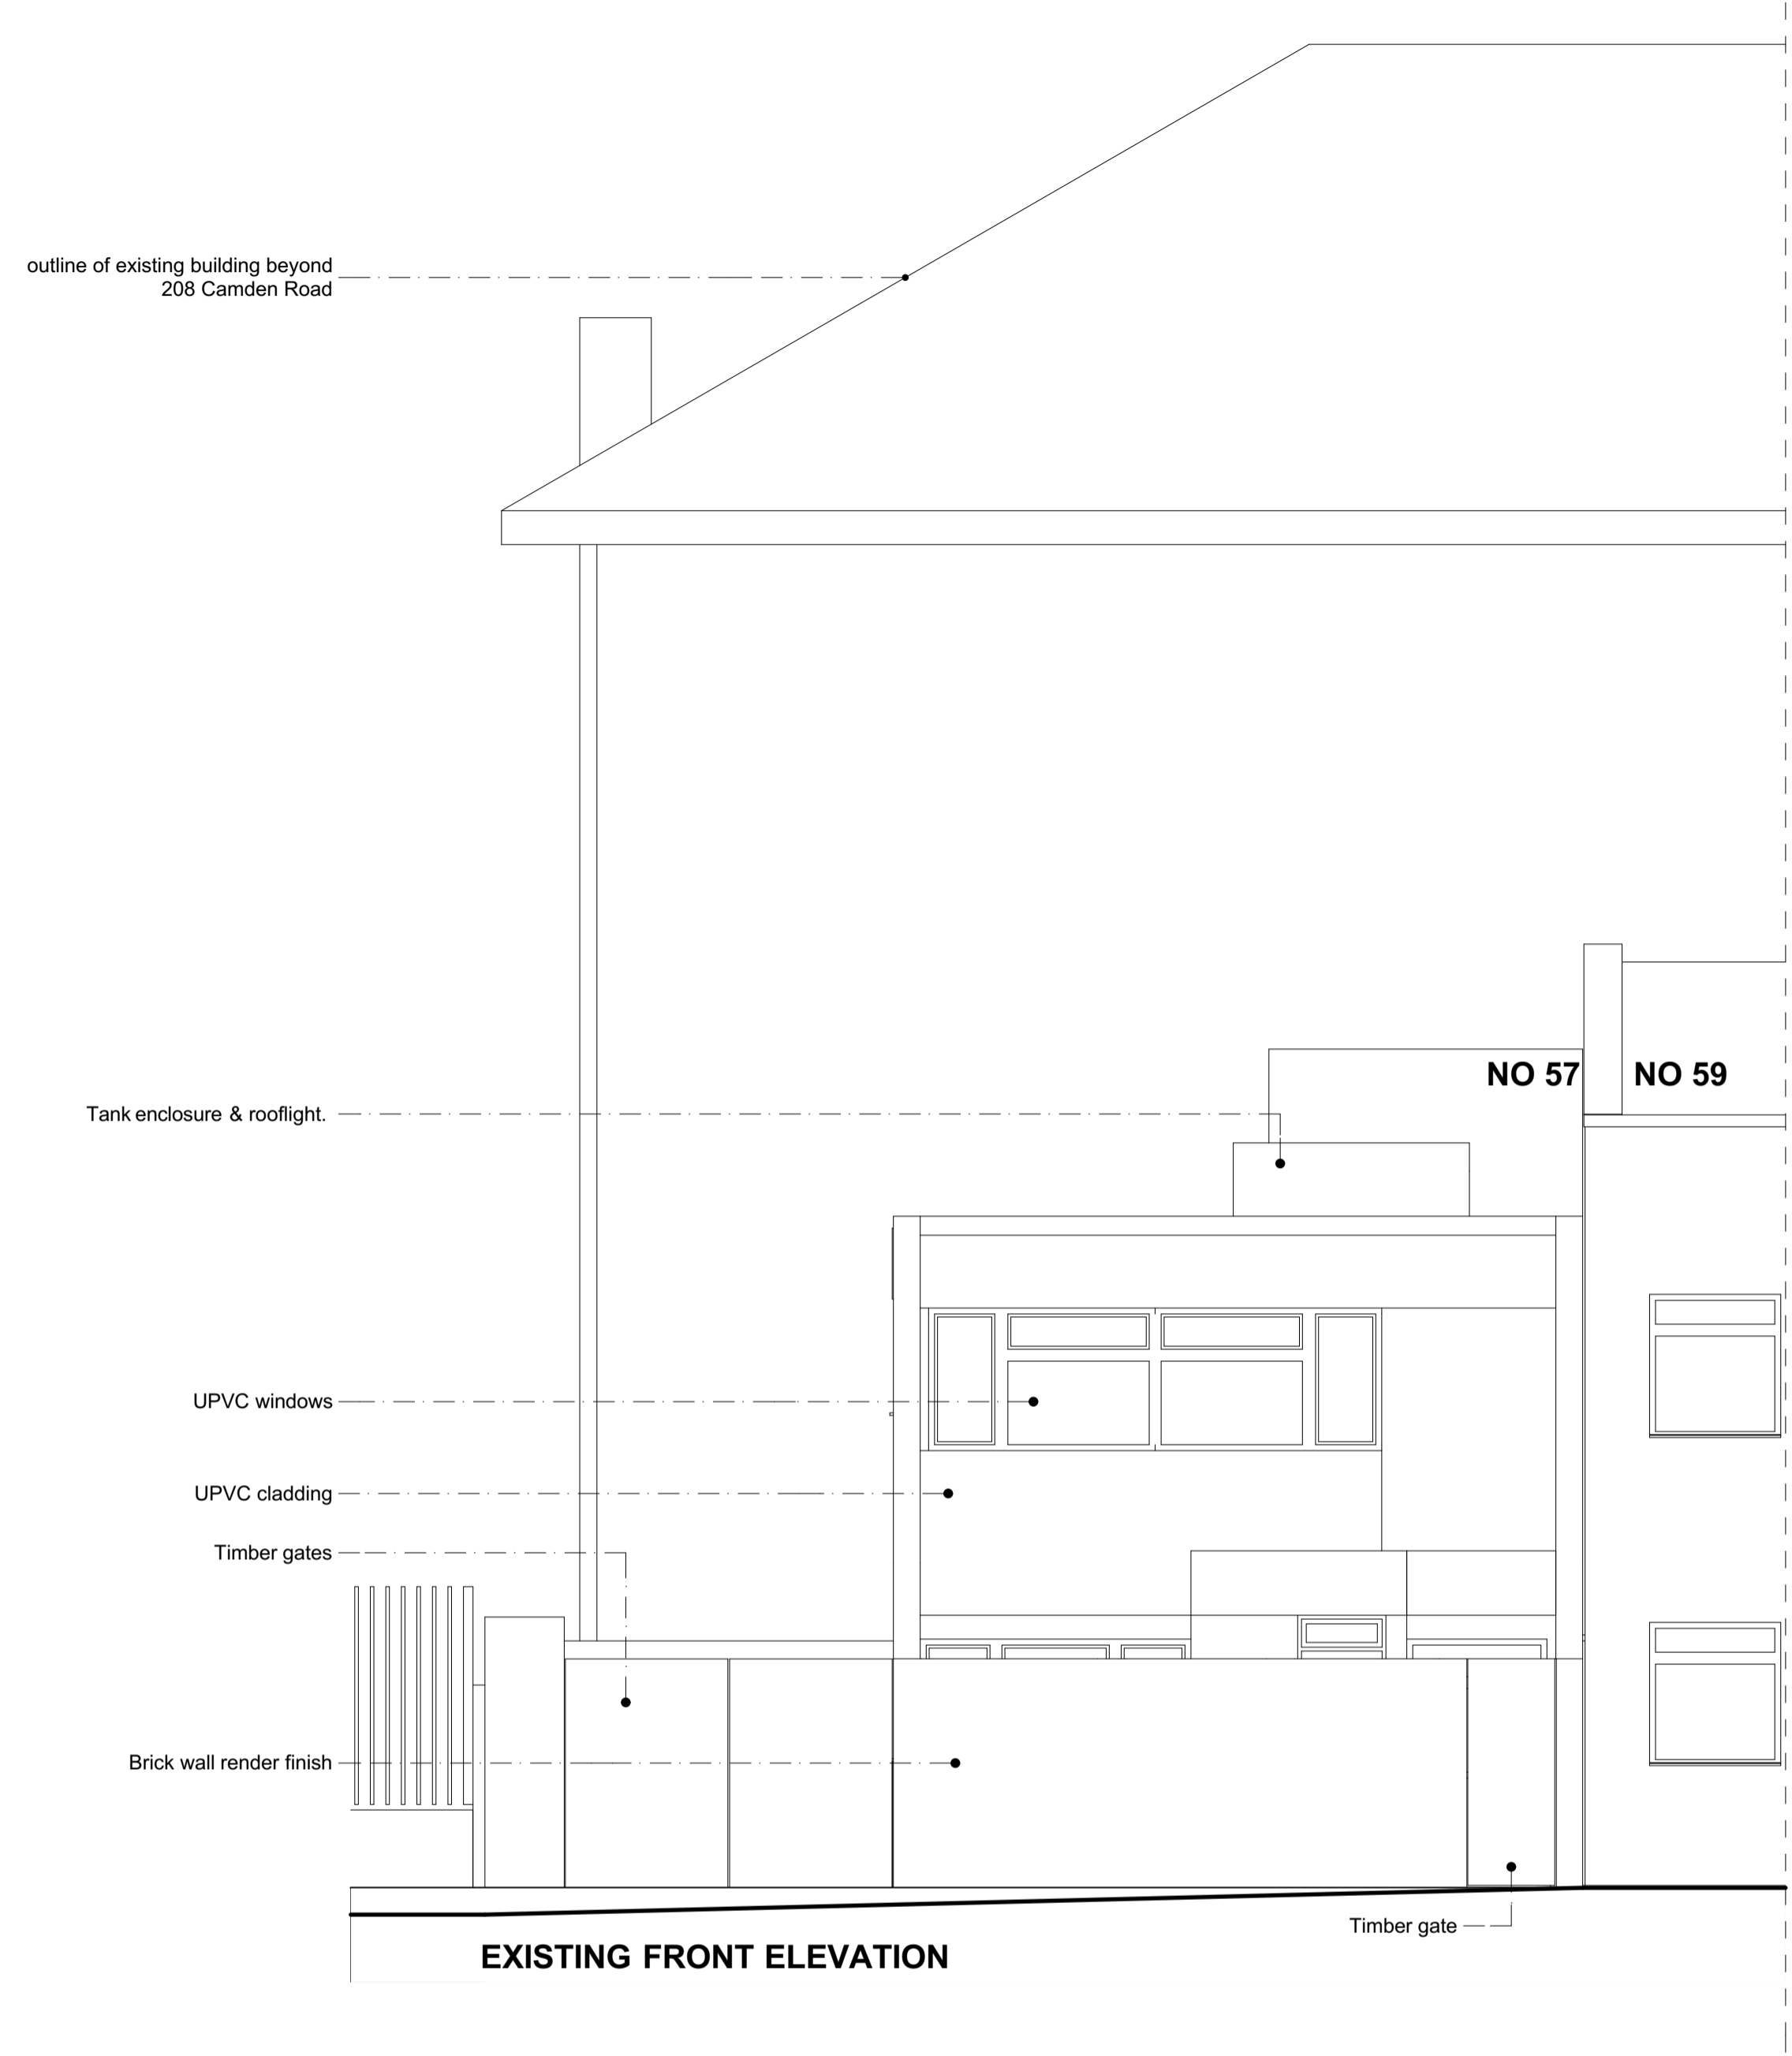 outline of existing building beyond
208 Camden Road
NO 57
NO 59
Tank enclosure & rooflight.
UPVC windows
UPVC cladding
Timber gates
Brick wall render finish
Timber gate
EXISTING FRONT ELEVATION